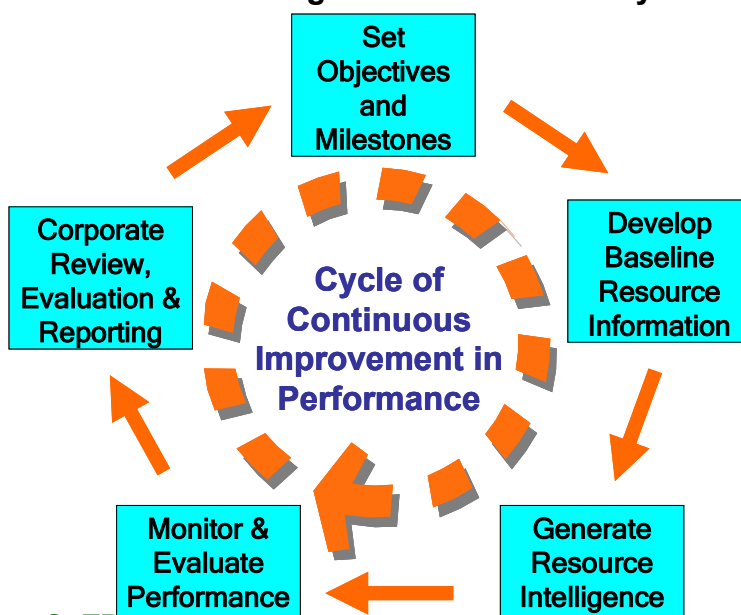 Set
Objectives
and
Milestones
Develop
Baseline
Resource
Information
Generate
Resource
Intelligence
Monitor &
Evaluate
Performance
Corporate
Review,
Evaluation &
Reporting
Cycle of
Continuous
Improvement in
Performance